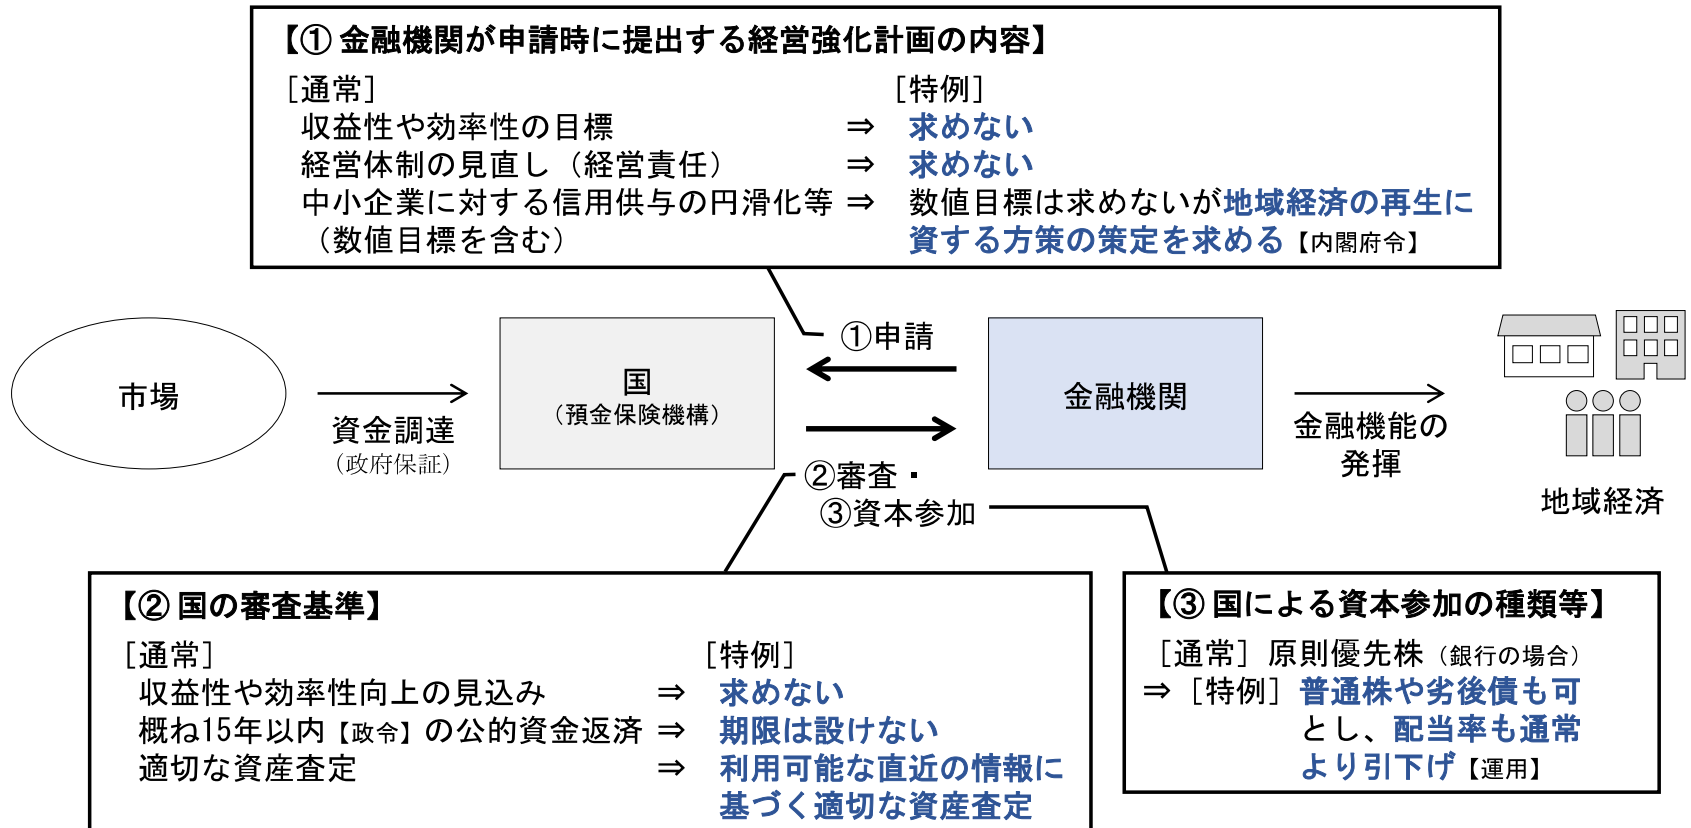 【① 金融機関が申請時に提出する経営強化計画の内容】
［通常］ ［特例］
収益性や効率性の目標 ⇒ 求めない
経営体制の見直し（経営責任） ⇒ 求めない
中小企業に対する信用供与の円滑化等 ⇒ 数値目標は求めないが地域経済の再生に
（数値目標を含む） 資する方策の策定を求める【内閣府令】
市場
資金調達
（政府保証）
国
（預金保険機構）
①申請
②審査・
③資本参加
金融機関
金融機能の
発揮
地域経済
【② 国の審査基準】
［通常］ ［特例］
収益性や効率性向上の見込み ⇒ 求めない
概ね15年以内【政令】の公的資金返済 ⇒ 期限は設けない
適切な資産査定 ⇒ 利用可能な直近の情報に
基づく適切な資産査定
【③ 国による資本参加の種類等】
［通常］原則優先株（銀行の場合）
⇒［特例］普通株や劣後債も可
とし、配当率も通常
より引下げ【運用】